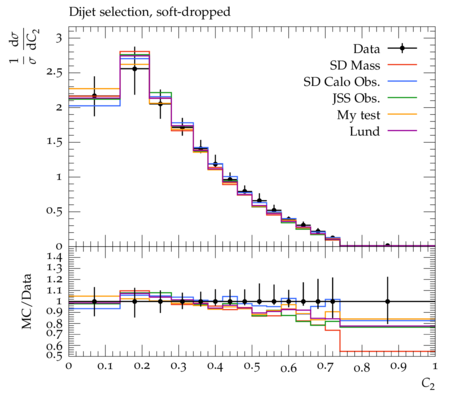 Dijet selection, soft-dropped
1/σ dσ/dC₂
3
2.5
2
1.5
1
0.5
0
Data
SD Mass
SD Calo Obs.
JSS Obs.
My test
Lund
MC/Data
1.4
1.3
1.2
1.1
1.0
0.9
0.8
0.7
0.6
0.5
0 0.1 0.2 0.3 0.4 0.5 0.6 0.7 0.8 0.9 1
C₂